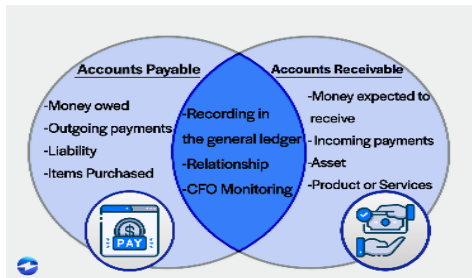 Accounts Payable
-Money owed
-Outgoing payments
-Liability
-Items Purchased
-Recording in
the general ledger
-Relationship
-CFO Monitoring
Accounts Receivable
-Money expected to
receive
-Incoming payments
-Asset
-Product or Services
$
PAY